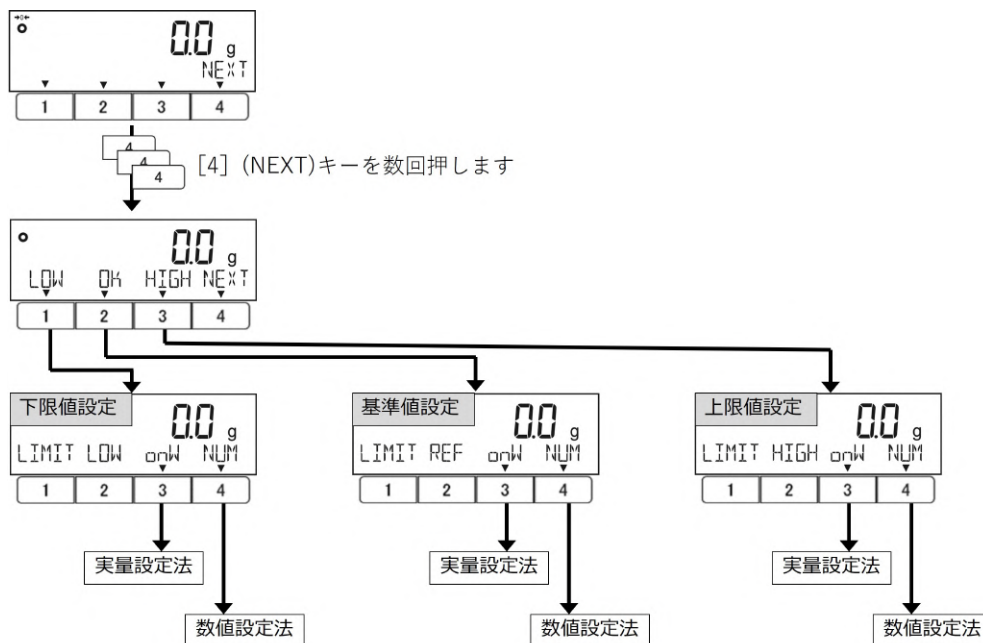 →0←
0.0 g
NEXT
1 2 3 4
4
4
4
[4] (NEXT)キーを数回押します
0.0 g
LOW OK HIGH NEXT
1 2 3 4
下限値設定 0.0 g
LIMIT LOW onW NUM
1 2 3 4
実量設定法
数値設定法
基準値設定 0.0 g
LIMIT REF onW NUM
1 2 3 4
実量設定法
数値設定法
上限値設定 0.0 g
LIMIT HIGH onW NUM
1 2 3 4
実量設定法
数値設定法